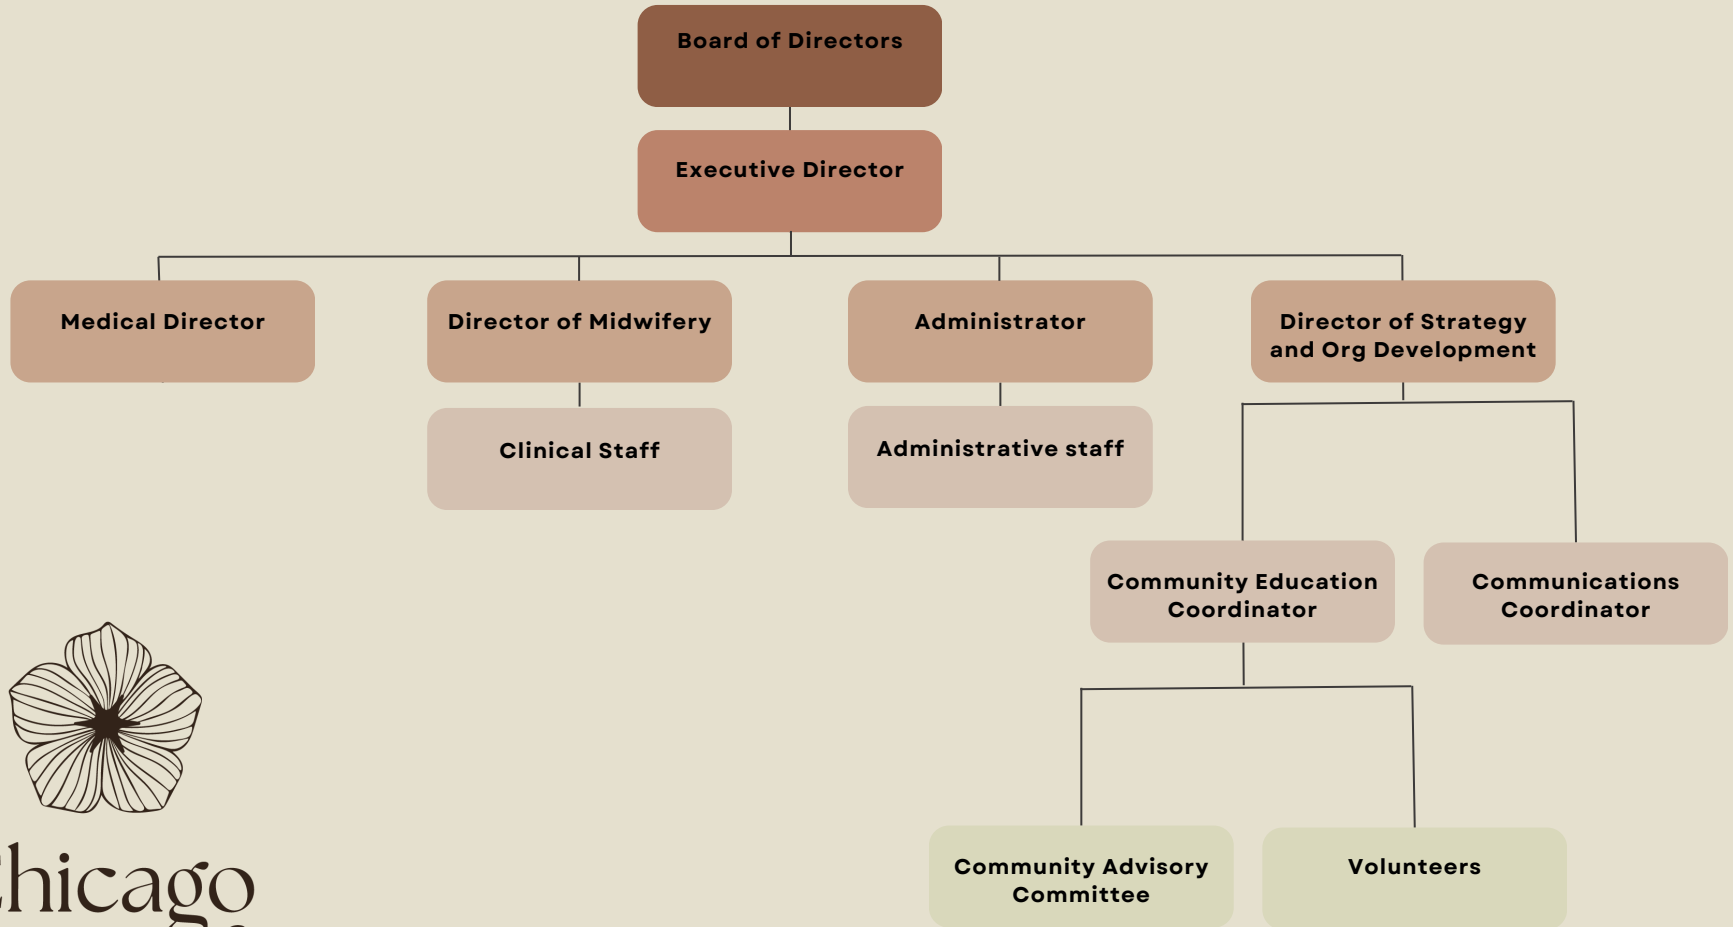 Board of Directors
Executive Director
Medical Director
Director of Midwifery
Administrator
Director of Strategy
and Org Development
Clinical Staff
Administrative staff
Community Education
Coordinator
Communications
Coordinator
Community Advisory
Committee
Volunteers
Chicago